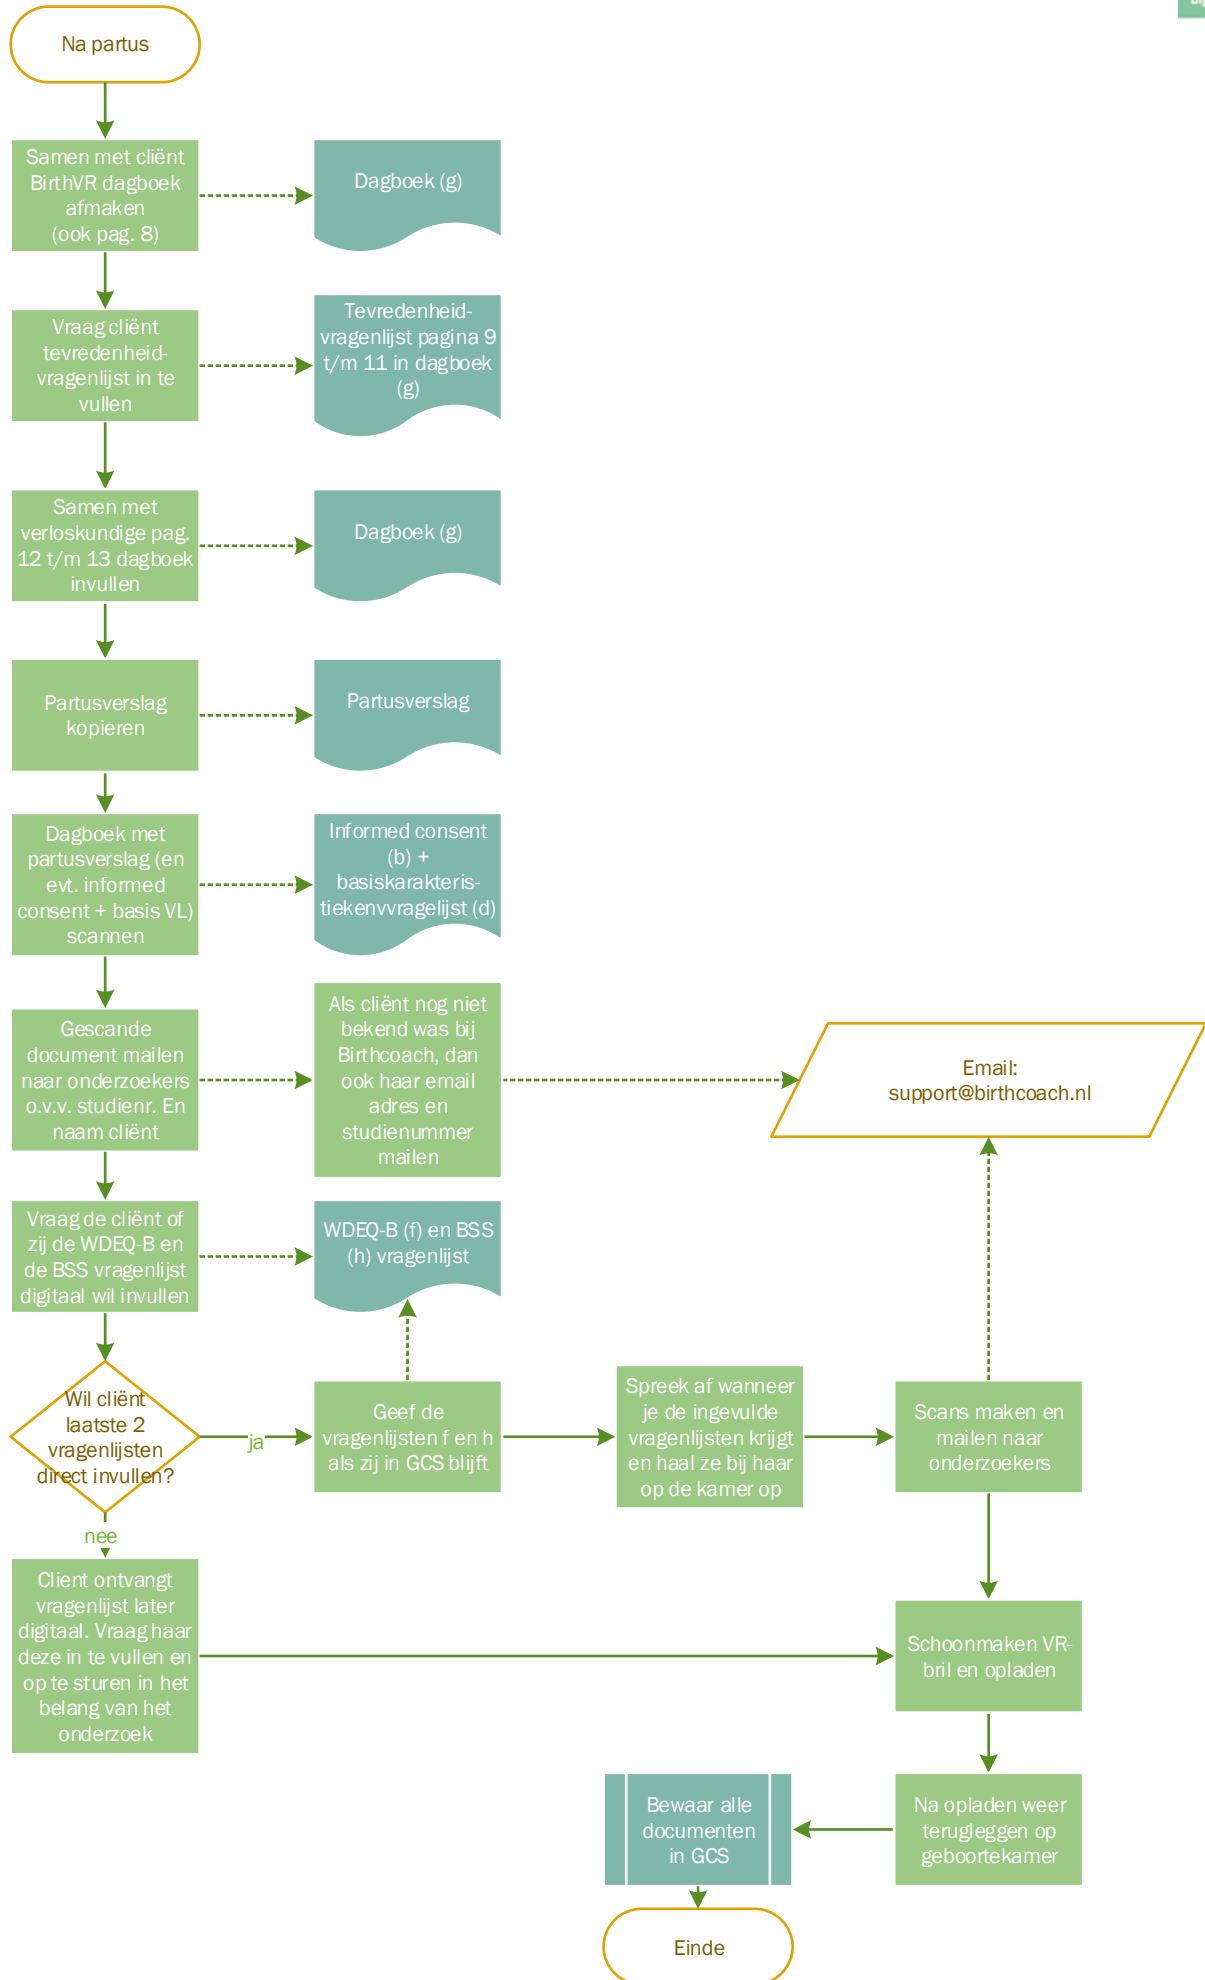 Na partus
Samen met cliënt
BirthVR dagboek
afmaken
(ook pag. 8)
Dagboek (g)
Vraag cliënt
tevredenheid-
vragenlijst in te
vullen
Tevredenheid-
vragenlijst pagina 9
t/m 11 in dagboek
(g)
Samen met
verloskundige pag.
12 t/m 13 dagboek
invullen
Dagboek (g)
Partusverslag
kopieren
Partusverslag
Dagboek met
partusverslag (en
evt. informed
consent + basis VL)
scannen
Informed consent
(b) +
basiskarakteris-
tiekenvvragelijst (d)
Gescande
document mailen
naar onderzoekers
o.v.v. studienr. En
naam cliënt
Als cliënt nog niet
bekend was bij
Birthcoach, dan
ook haar email
adres en
studienummer
mailen
Email:
support@birthcoach.nl
Vraag de cliënt of
zij de WDEQ-B en
de BSS vragenlijst
digitaal wil invullen
WDEQ-B (f) en BSS
(h) vragenlijst
Wil cliënt
laatste 2
vragenlijsten
direct invullen?
ja
Geef de
vragenlijsten f en h
als zij in GCS blijft
Spreek af wanneer
je de ingevulde
vragenlijsten krijgt
en haal ze bij haar
op de kamer op
Scans maken en
mailen naar
onderzoekers
nee
Client ontvangt
vragenlijst later
digitaal. Vraag haar
deze in te vullen en
op te sturen in het
belang van het
onderzoek
Schoonmaken VR-
bril en opladen
Na opladen weer
terugleggen op
geboortekamer
Bewaar alle
documenten
in GCS
Einde